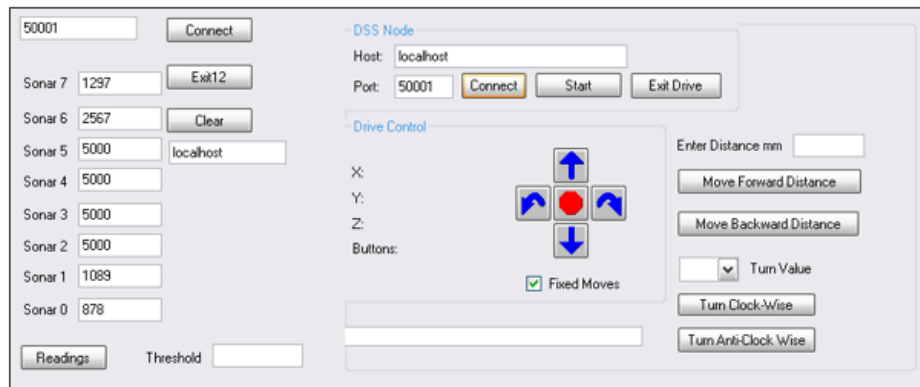 50001
Connect
Sonar 7 1297
Exit12
Sonar 6 2567
Clear
Sonar 5 5000
localhost
Sonar 4 5000
Sonar 3 5000
Sonar 2 5000
Sonar 1 1089
Sonar 0 878
Readings
Threshold
DSS Node
Host: localhost
Port: 50001 Connect Start Exit Drive
Drive Control
X:
Y:
Z:
Buttons:
Fixed Moves
Enter Distance mm
Move Forward Distance
Move Backward Distance
Turn Value
Turn Clock-Wise
Turn Anti-Clock Wise